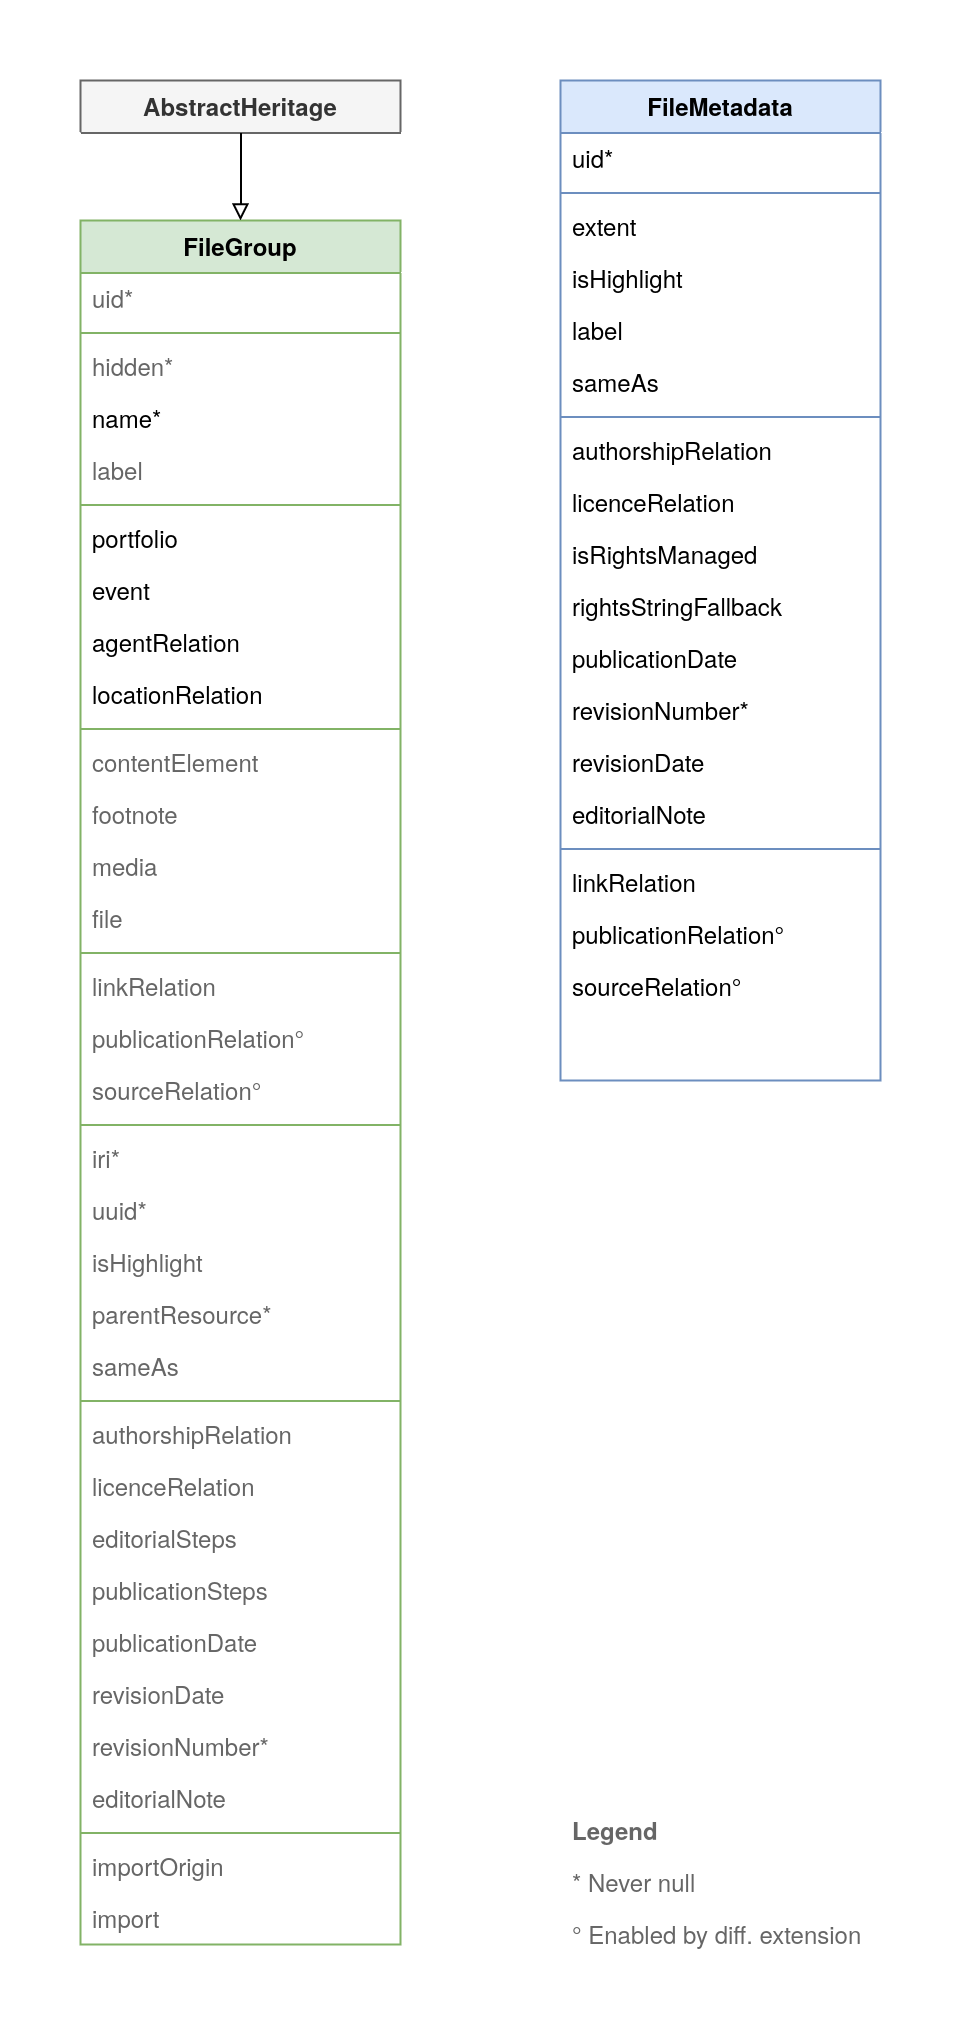 AbstractHeritage
FileGroup
uid*
hidden*
name*
label
portfolio
event
agentRelation
locationRelation
contentElement
footnote
media
file
linkRelation
publicationRelation°
sourceRelation°
iri*
uuid*
isHighlight
parentResource*
sameAs
authorshipRelation
licenceRelation
editorialSteps
publicationSteps
publicationDate
revisionDate
revisionNumber*
editorialNote
importOrigin
import
FileMetadata
uid*
extent
isHighlight
label
sameAs
authorshipRelation
licenceRelation
isRightsManaged
rightsStringFallback
publicationDate
revisionNumber*
revisionDate
editorialNote
linkRelation
publicationRelation°
sourceRelation°
Legend
* Never null
° Enabled by diff. extension